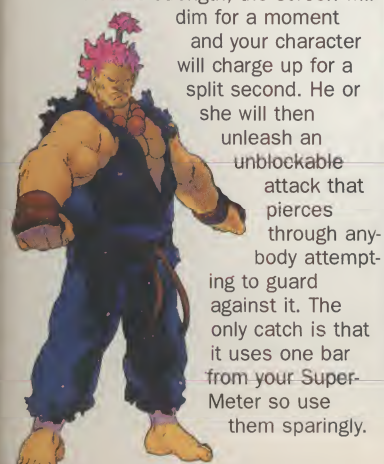 dim for a moment
and your character
will charge up for a
split second. He or
she will then
unleash an
unblockable
attack that
pierces
through any-
body attempt-
ing to guard
against it. The
only catch is that
it uses one bar
from your Super-
Meter so use
them sparingly.